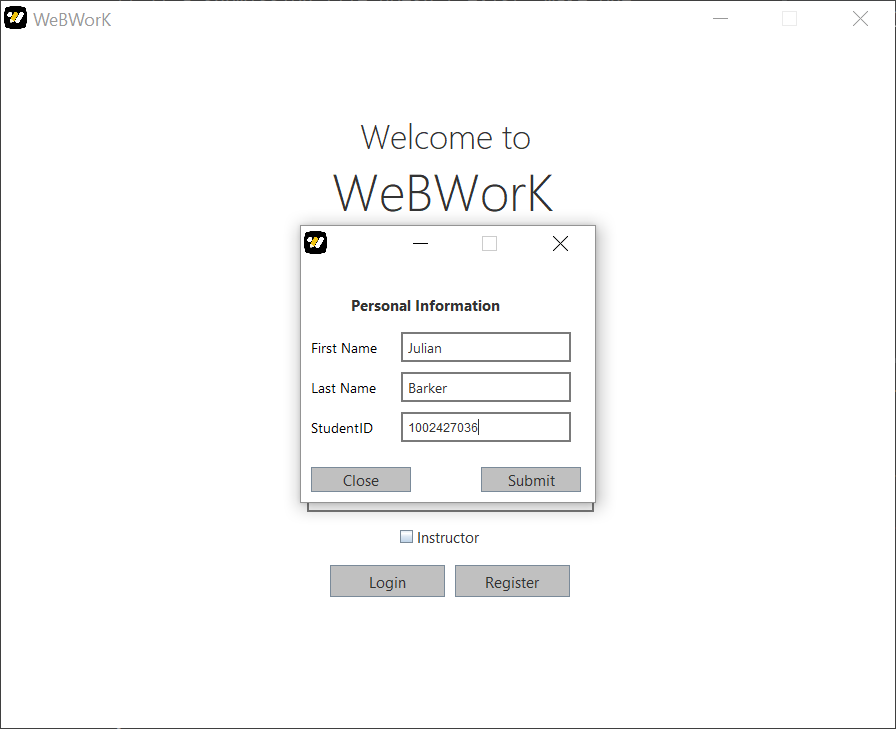 WeBWorK
Welcome to
WeBWorK
Personal Information
First Name Julian
Last Name Barker
StudentID 1002427036
Close Submit
Instructor
Login Register